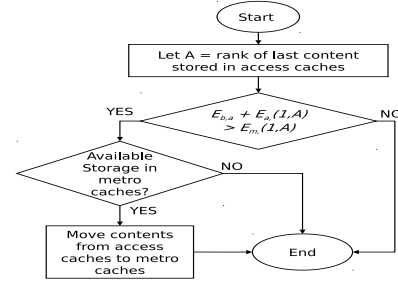 Start
Let A = rank of last content
stored in access caches
YES
E_{b,a} + E_{a,}(1,A)
> E_{m,}(1,A)
NO
Available
Storage in
metro
caches?
NO
YES
Move contents
from access
caches to metro
caches
End